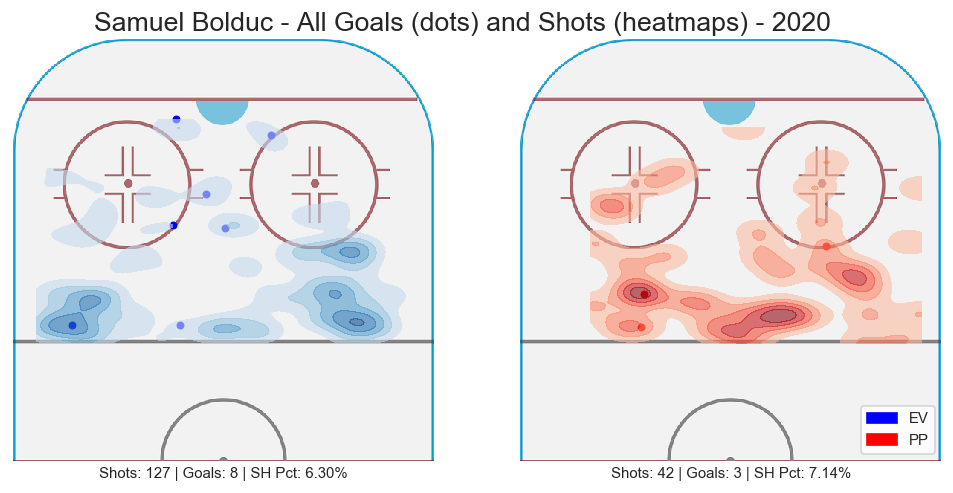 Samuel Bolduc - All Goals (dots) and Shots (heatmaps) - 2020
EV
PP
Shots: 127 | Goals: 8 | SH Pct: 6.30%
Shots: 42 | Goals: 3 | SH Pct: 7.14%